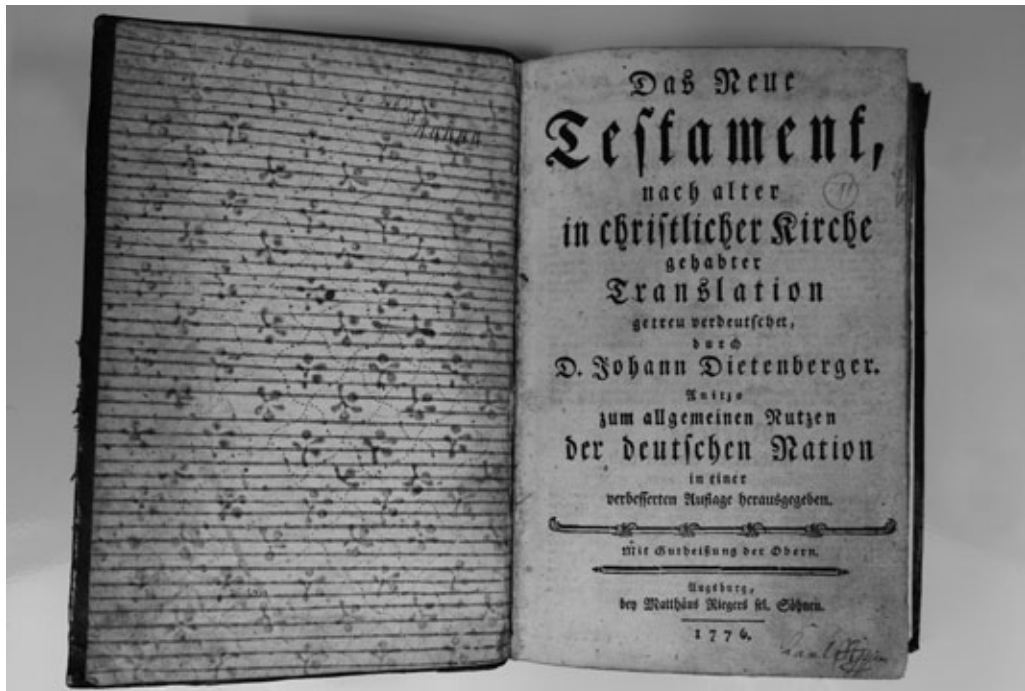 Das Neue
Teſtament,
nach alter
in chriſtlicher Kirche
gehabter
Translation
getreu verdeutſchet,
durch
D. Johann Dietenberger.
Anitzo
zum allgemeinen Nutzen
der deutſchen Nation
in einer
verbeſſerten Auflage herausgegeben.
Mit Gutheißung der Obern.
Augsburg,
bey Matthäus Riegers ſel. Söhnen.
1776.